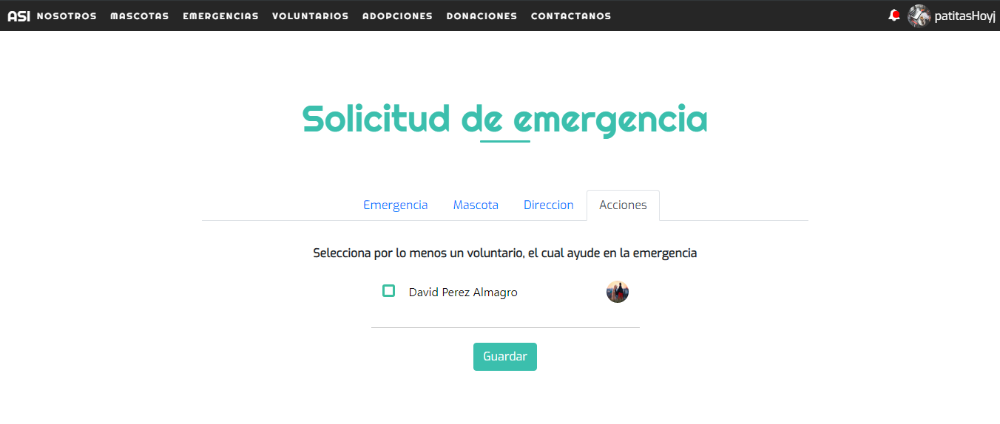 ASI NOSOTROS MASCOTAS EMERGENCIAS VOLUNTARIOS ADOPCIONES DONACIONES CONTACTANOS patitasHoyj
Solicitud de emergencia
Emergencia Mascota Direccion Acciones
Selecciona por lo menos un voluntario, el cual ayude en la emergencia
David Perez Almagro
Guardar